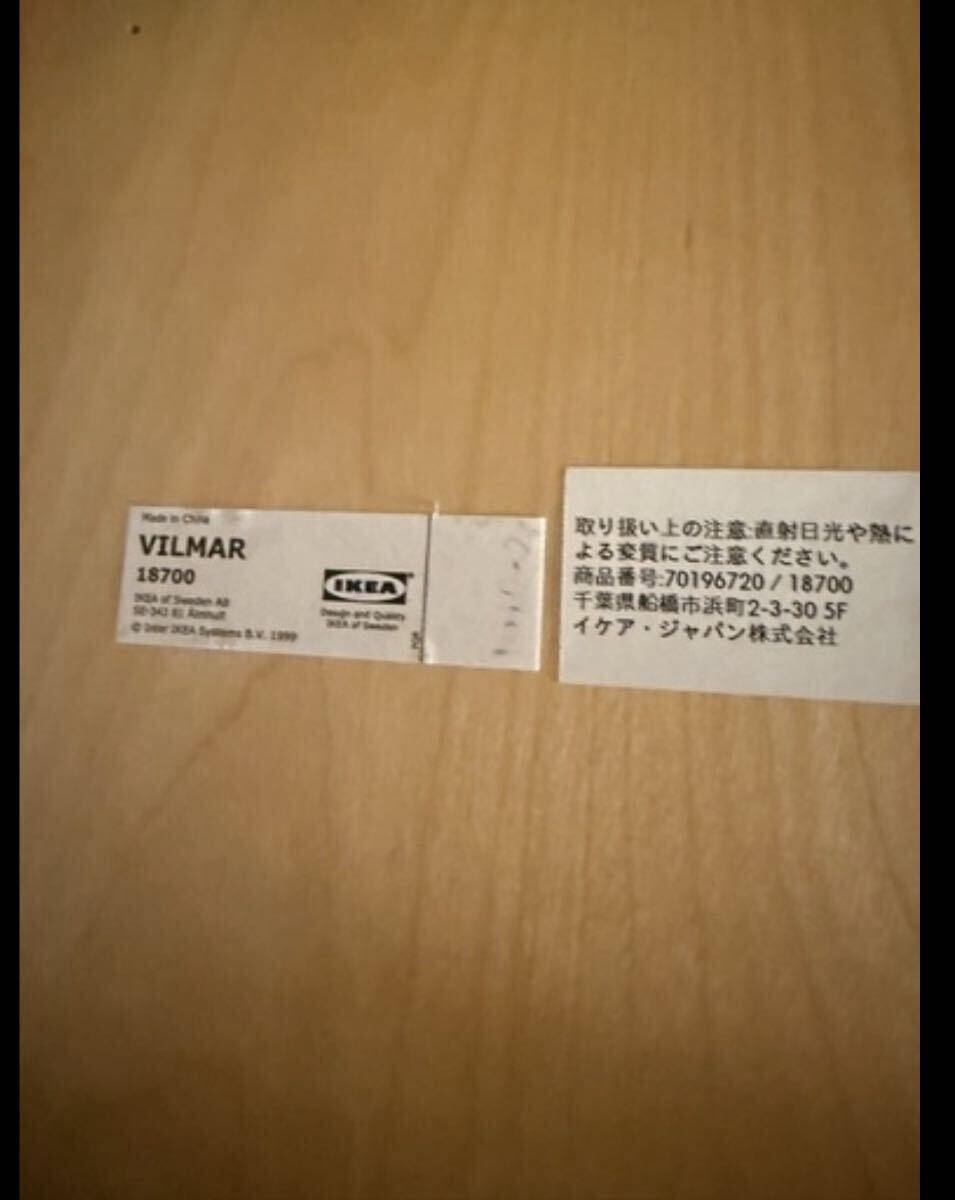 Made in China
VILMAR
18700
IKEA of Sweden AB
SE-343 81 Älmhult
© Inter IKEA Systems B.V. 1999
IKEA
Design and Quality
IKEA of Sweden
取り扱い上の注意:直射日光や熱に
よる変質にご注意ください。
商品番号:70196720 / 18700
千葉県船橋市浜町2-3-30 5F
イケア・ジャパン株式会社